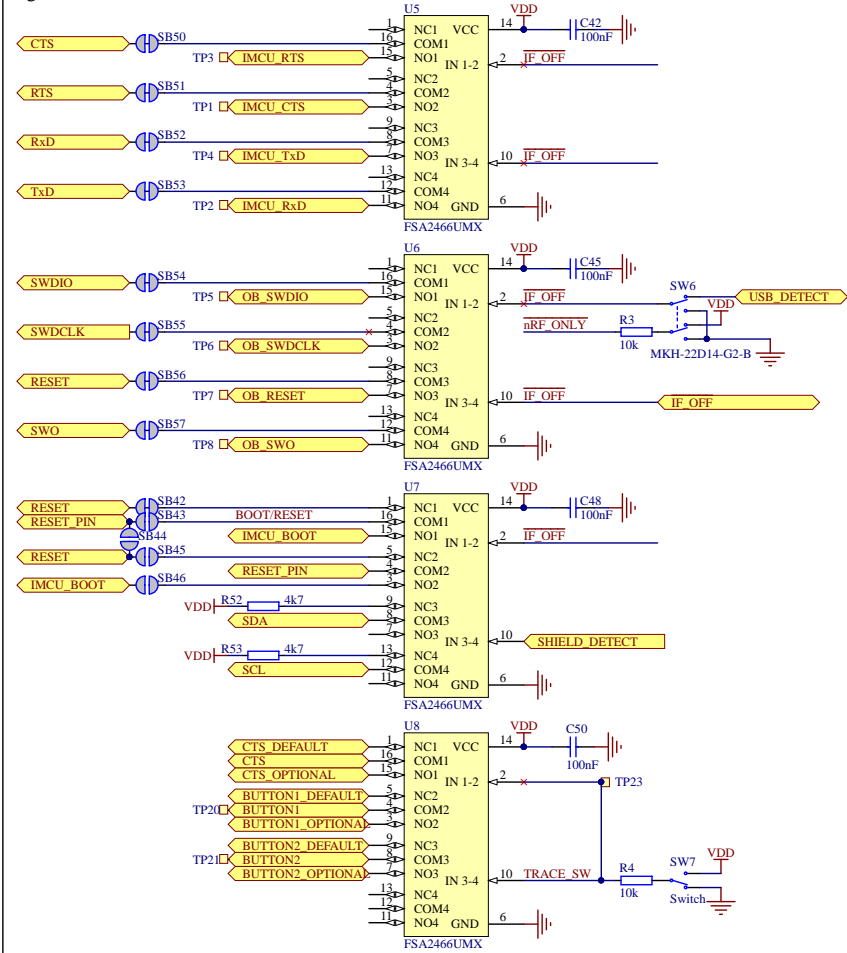 U5
VDD
1 NC1 VCC 14 C42
CTS SB50 16 COM1 100nF
TP3 IMCU_RTS 15 NO1 IN 1-2 2 IF_OFF
5 NC2
RTS SB51 4 COM2
TP1 IMCU_CTS 3 NO2
9 NC3
RxD SB52 8 COM3
TP4 IMCU_TxD 7 NO3 IN 3-4 10 IF_OFF
13 NC4
TxD SB53 12 COM4
TP2 IMCU_RxD 11 NO4 GND 6
FSA2466UMX
U6
VDD
1 NC1 VCC 14 C45
SWDIO SB54 16 COM1 100nF SW6
TP5 OB_SWDIO 15 NO1 IN 1-2 2 IF_OFF USB_DETECT
5 NC2 VDD
SWDCLK SB55 4 COM2 nRF_ONLY R3
TP6 OB_SWDCLK 3 NO2 10k MKH-22D14-G2-B
9 NC3
RESET SB56 8 COM3
TP7 OB_RESET 7 NO3 IN 3-4 10 IF_OFF IF_OFF
13 NC4
SWO SB57 12 COM4
TP8 OB_SWO 11 NO4 GND 6
FSA2466UMX
U7
VDD
RESET SB42 1 NC1 VCC 14 C48
RESET_PIN SB43 BOOT/RESET 16 COM1 100nF
SB44 IMCU_BOOT 15 NO1 IN 1-2 2 IF_OFF
RESET SB45 5 NC2
RESET_PIN 4 COM2
IMCU_BOOT SB46 3 NO2
VDD R52 4k7 9 NC3
SDA 8 COM3
7 NO3 IN 3-4 10 SHIELD_DETECT
VDD R53 4k7 13 NC4
SCL 12 COM4
11 NO4 GND 6
FSA2466UMX
U8
VDD
CTS_DEFAULT 1 NC1 VCC 14 C50
CTS 16 COM1 100nF
CTS_OPTIONAL 15 NO1 IN 1-2 2 TP23
BUTTON1_DEFAULT 5 NC2
TP20 BUTTON1 4 COM2
BUTTON1_OPTIONAL 3 NO2
BUTTON2_DEFAULT 9 NC3
TP21 BUTTON2 8 COM3 VDD
BUTTON2_OPTIONAL 7 NO3 IN 3-4 10 TRACE_SW R4 SW7
13 NC4 10k Switch
12 COM4
11 NO4 GND 6
FSA2466UMX